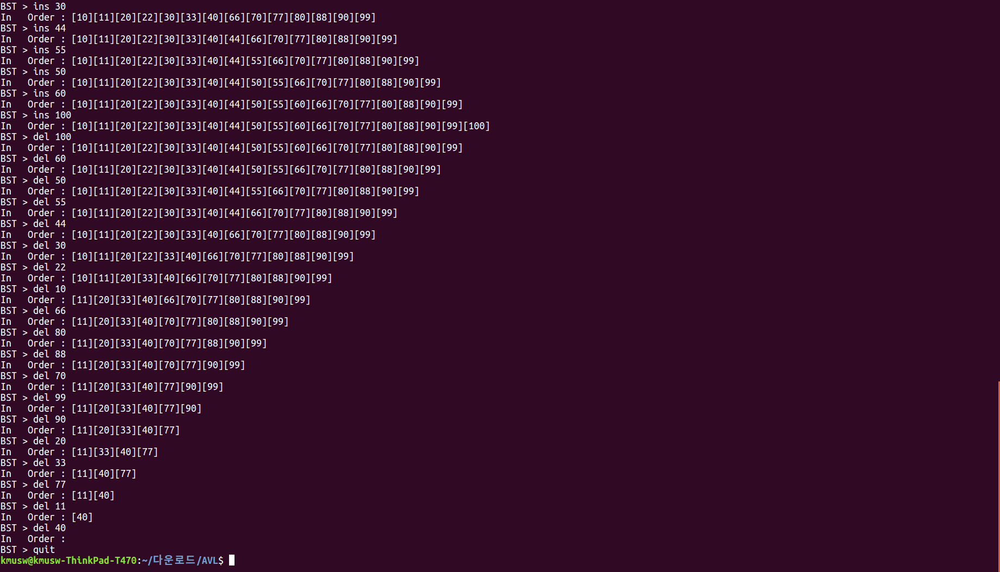 BST > ins 30
In   Order : [10][11][20][22][30][33][40][66][70][77][80][88][90][99]
BST > ins 44
In   Order : [10][11][20][22][30][33][40][44][66][70][77][80][88][90][99]
BST > ins 55
In   Order : [10][11][20][22][30][33][40][44][55][66][70][77][80][88][90][99]
BST > ins 50
In   Order : [10][11][20][22][30][33][40][44][50][55][66][70][77][80][88][90][99]
BST > ins 60
In   Order : [10][11][20][22][30][33][40][44][50][55][60][66][70][77][80][88][90][99]
BST > ins 100
In   Order : [10][11][20][22][30][33][40][44][50][55][60][66][70][77][80][88][90][99][100]
BST > del 100
In   Order : [10][11][20][22][30][33][40][44][50][55][60][66][70][77][80][88][90][99]
BST > del 60
In   Order : [10][11][20][22][30][33][40][44][50][55][66][70][77][80][88][90][99]
BST > del 50
In   Order : [10][11][20][22][30][33][40][44][55][66][70][77][80][88][90][99]
BST > del 55
In   Order : [10][11][20][22][30][33][40][44][66][70][77][80][88][90][99]
BST > del 44
In   Order : [10][11][20][22][30][33][40][66][70][77][80][88][90][99]
BST > del 30
In   Order : [10][11][20][22][33][40][66][70][77][80][88][90][99]
BST > del 22
In   Order : [10][11][20][33][40][66][70][77][80][88][90][99]
BST > del 10
In   Order : [11][20][33][40][66][70][77][80][88][90][99]
BST > del 66
In   Order : [11][20][33][40][70][77][80][88][90][99]
BST > del 80
In   Order : [11][20][33][40][70][77][88][90][99]
BST > del 88
In   Order : [11][20][33][40][70][77][90][99]
BST > del 70
In   Order : [11][20][33][40][77][90][99]
BST > del 99
In   Order : [11][20][33][40][77][90]
BST > del 90
In   Order : [11][20][33][40][77]
BST > del 20
In   Order : [11][33][40][77]
BST > del 33
In   Order : [11][40][77]
BST > del 77
In   Order : [11][40]
BST > del 11
In   Order : [40]
BST > del 40
In   Order :
BST > quit
kmusw@kmusw-ThinkPad-T470:~/다운로드/AVL$